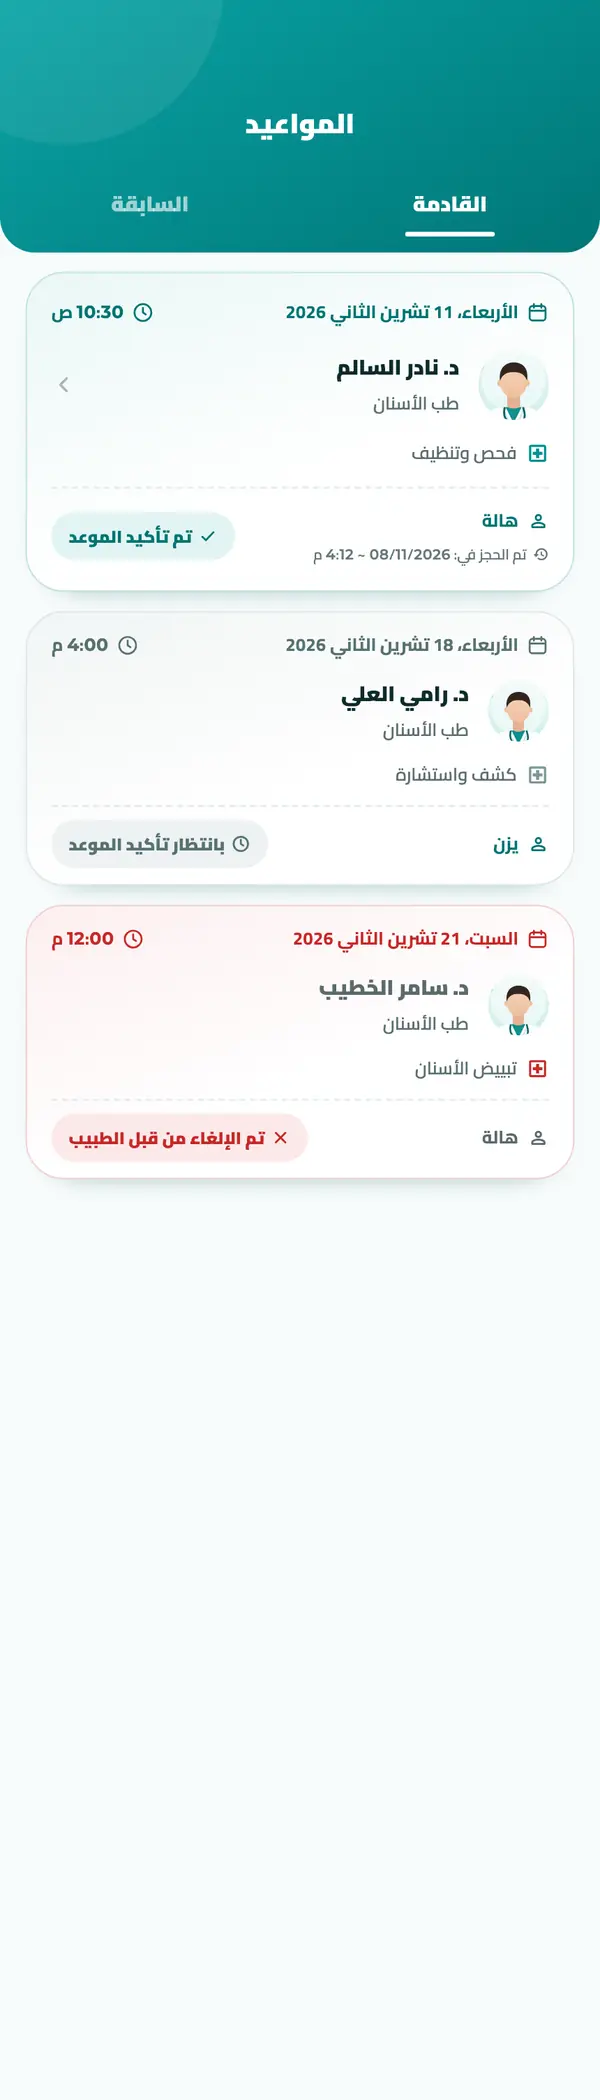 المواعيد
القادمة
السابقة
الأربعاء، 11 تشرين الثاني 2026
10:30 ص
د. نادر السالم
طب الأسنان
فحص وتنظيف
هالة
تم الحجز في: 08/11/2026 ~ 4:12 م
تم تأكيد الموعد
الأربعاء، 18 تشرين الثاني 2026
4:00 م
د. رامي العلي
طب الأسنان
كشف واستشارة
يزن
بانتظار تأكيد الموعد
السبت، 21 تشرين الثاني 2026
12:00 م
د. سامر الخطيب
طب الأسنان
تبييض الأسنان
هالة
تم الإلغاء من قبل الطبيب